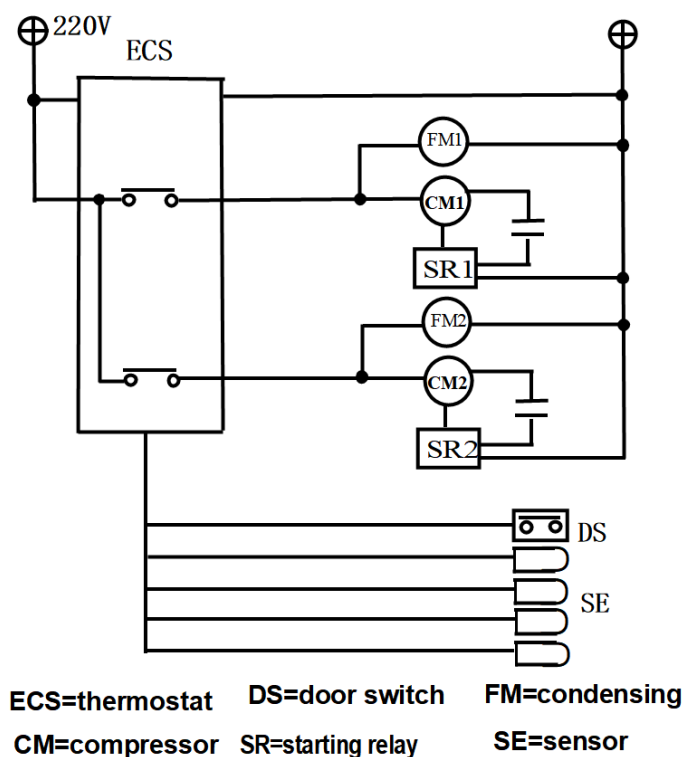 220V
ECS
FM1
CM1
SR1
FM2
CM2
SR2
DS
SE
ECS=thermostat DS=door switch FM=condensing
CM=compressor SR=starting relay SE=sensor